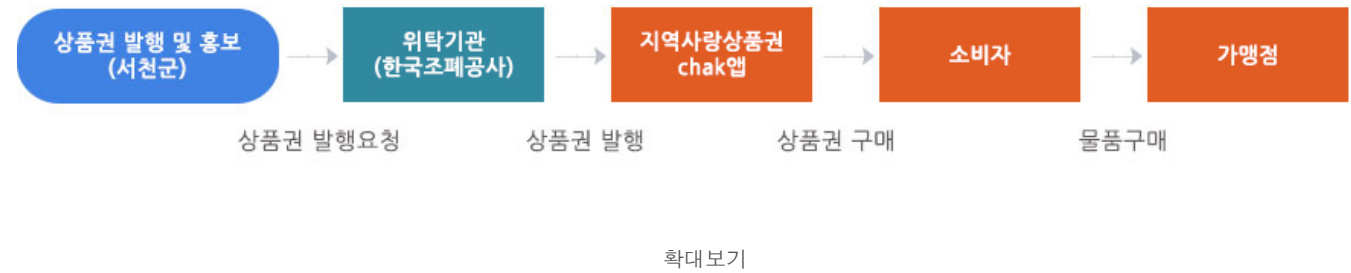 상품권 발행 및 홍보
(서천군)
위탁기관
(한국조폐공사)
지역사랑상품권
chak앱
소비자
가맹점
상품권 발행요청
상품권 발행
상품권 구매
물품구매
확대보기